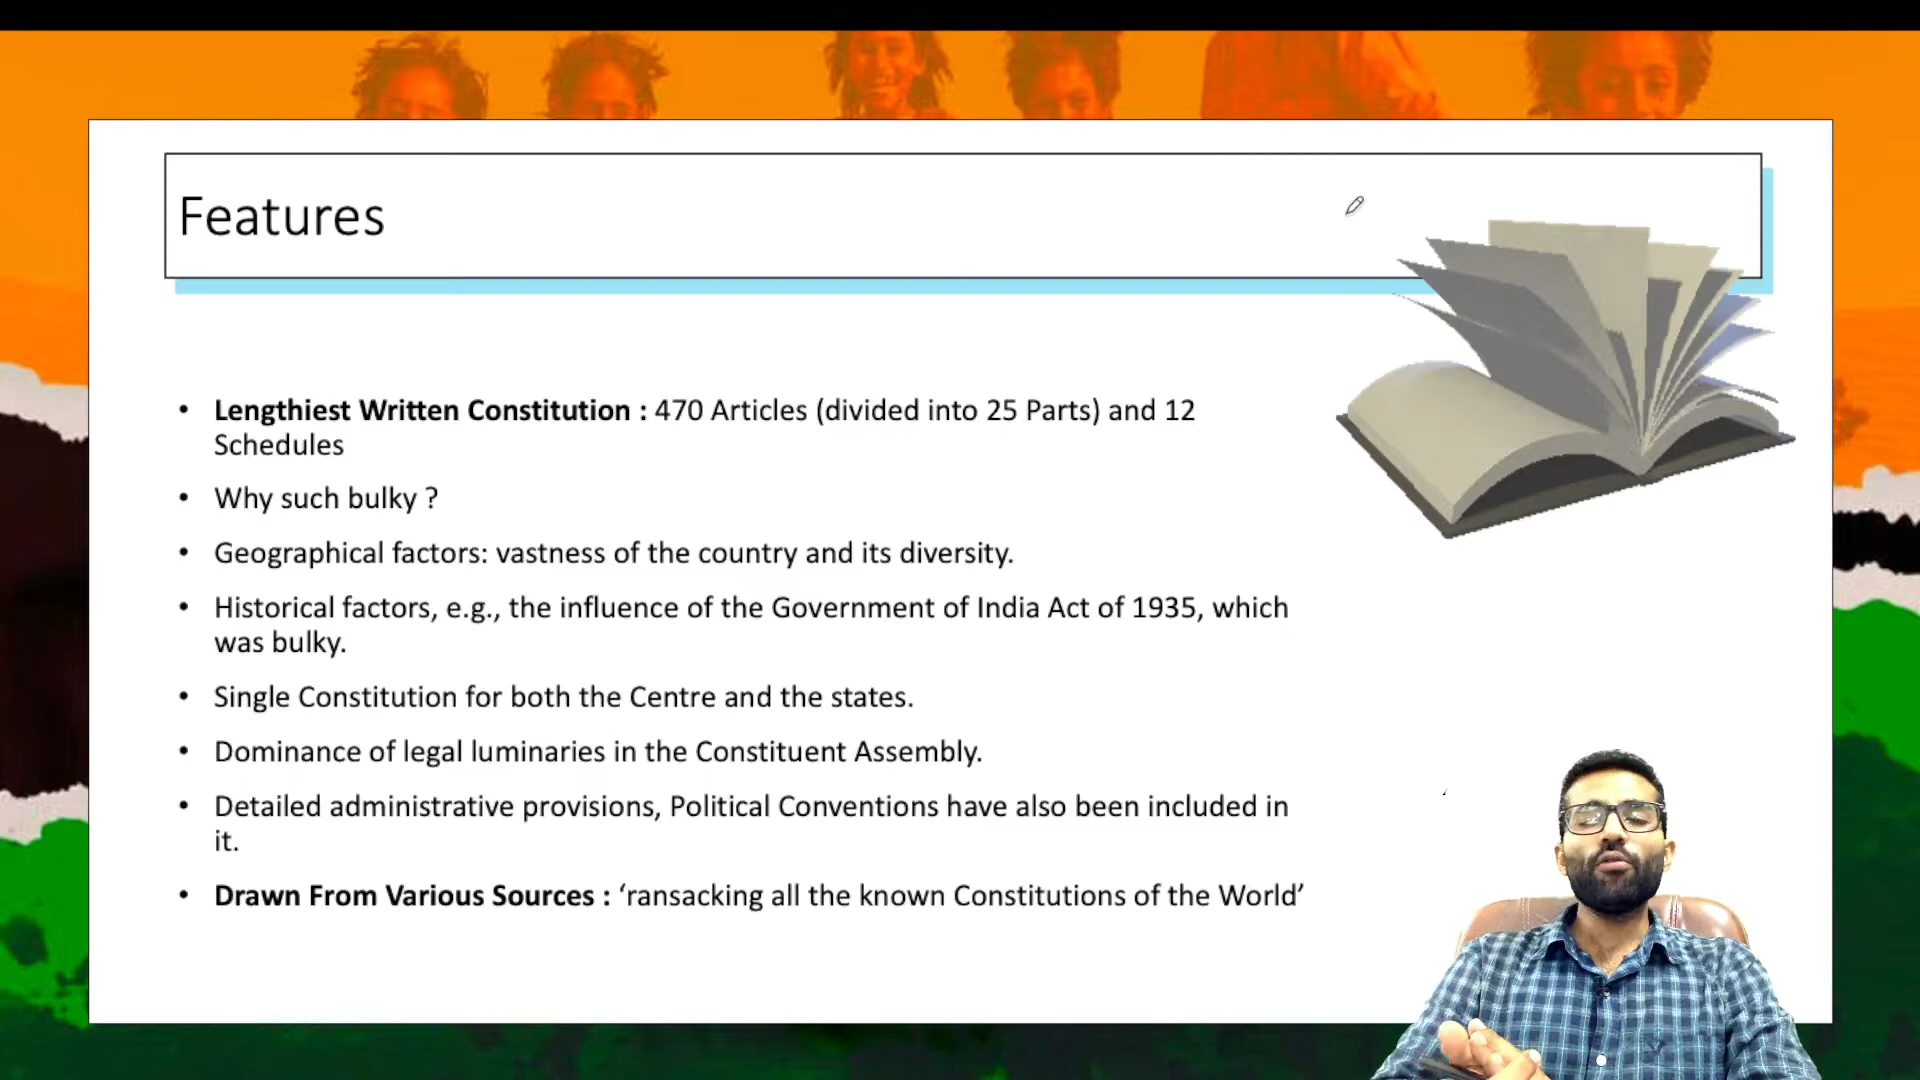 Features
• Lengthiest Written Constitution : 470 Articles (divided into 25 Parts) and 12
Schedules
• Why such bulky ?
• Geographical factors: vastness of the country and its diversity.
• Historical factors, e.g., the influence of the Government of India Act of 1935, which
was bulky.
• Single Constitution for both the Centre and the states.
• Dominance of legal luminaries in the Constituent Assembly.
• Detailed administrative provisions, Political Conventions have also been included in
it.
• Drawn From Various Sources : ‘ransacking all the known Constitutions of the World’